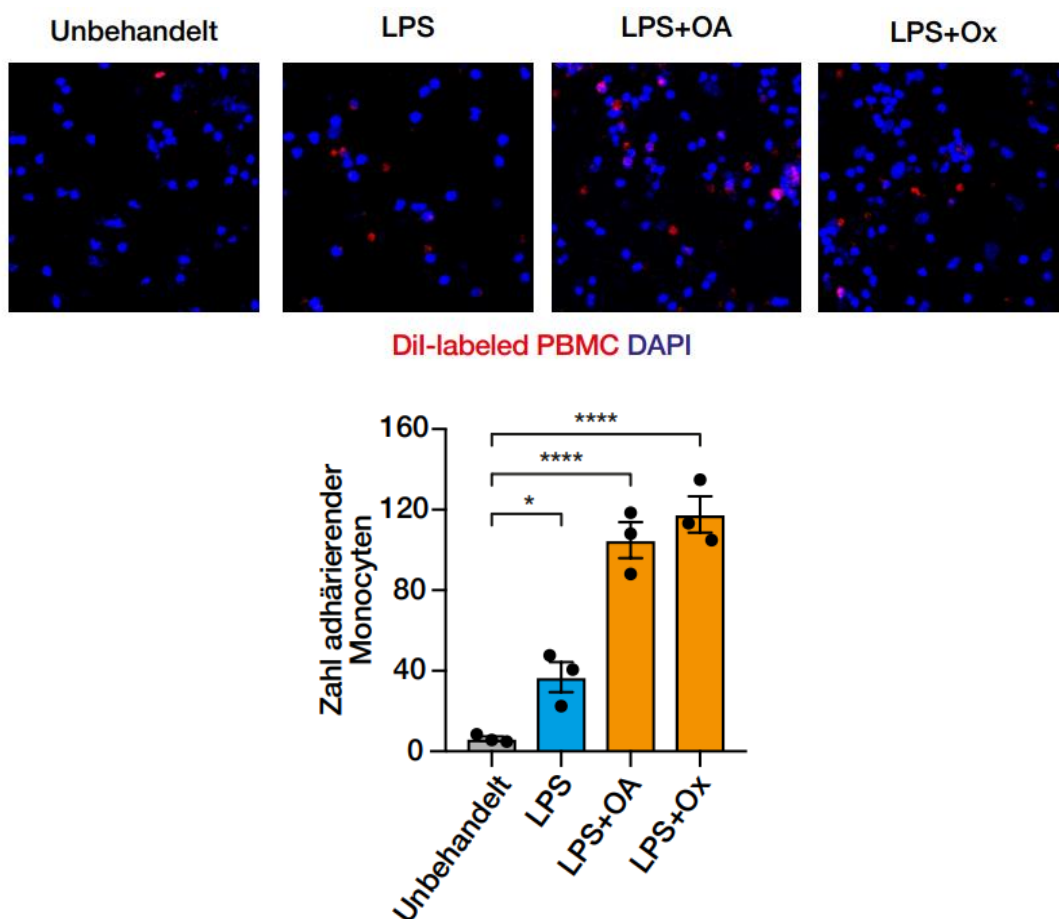 Unbehandelt LPS LPS+OA LPS+Ox
Dil-labeled PBMC DAPI
****
****
*
160
120
80
40
0
Zahl adhärierender
Monocyten
Unbehandelt
LPS
LPS+OA
LPS+Ox